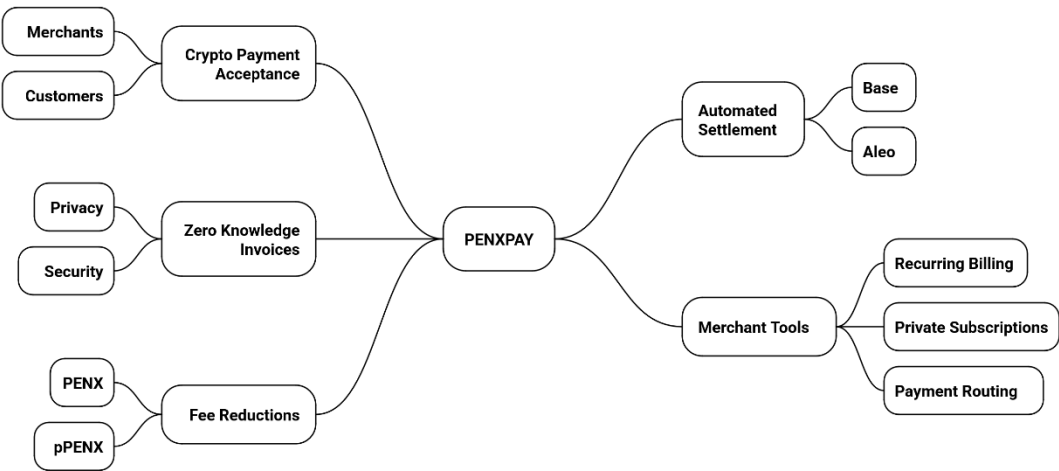 Merchants
Customers
Crypto Payment
Acceptance
Privacy
Security
Zero Knowledge
Invoices
PENX
pPENX
Fee Reductions
PENXPAY
Automated
Settlement
Base
Aleo
Merchant Tools
Recurring Billing
Private Subscriptions
Payment Routing